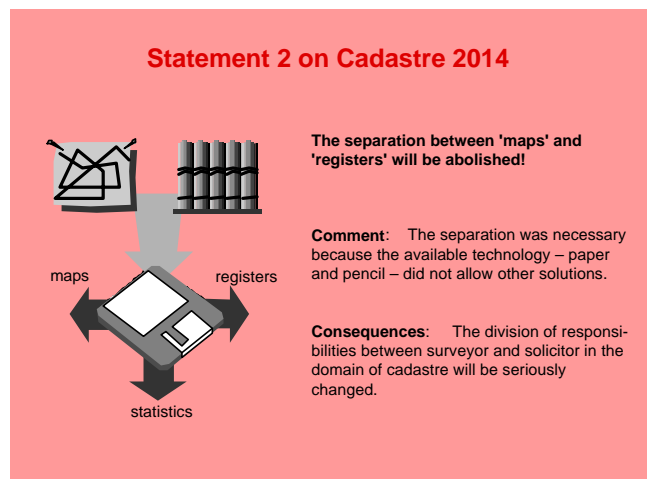 Statement 2 on Cadastre 2014
The separation between 'maps' and
'registers' will be abolished!
Comment: The separation was necessary
because the available technology – paper
and pencil – did not allow other solutions.
maps
registers
Consequences: The division of responsi-
bilities between surveyor and solicitor in the
domain of cadastre will be seriously
changed.
statistics